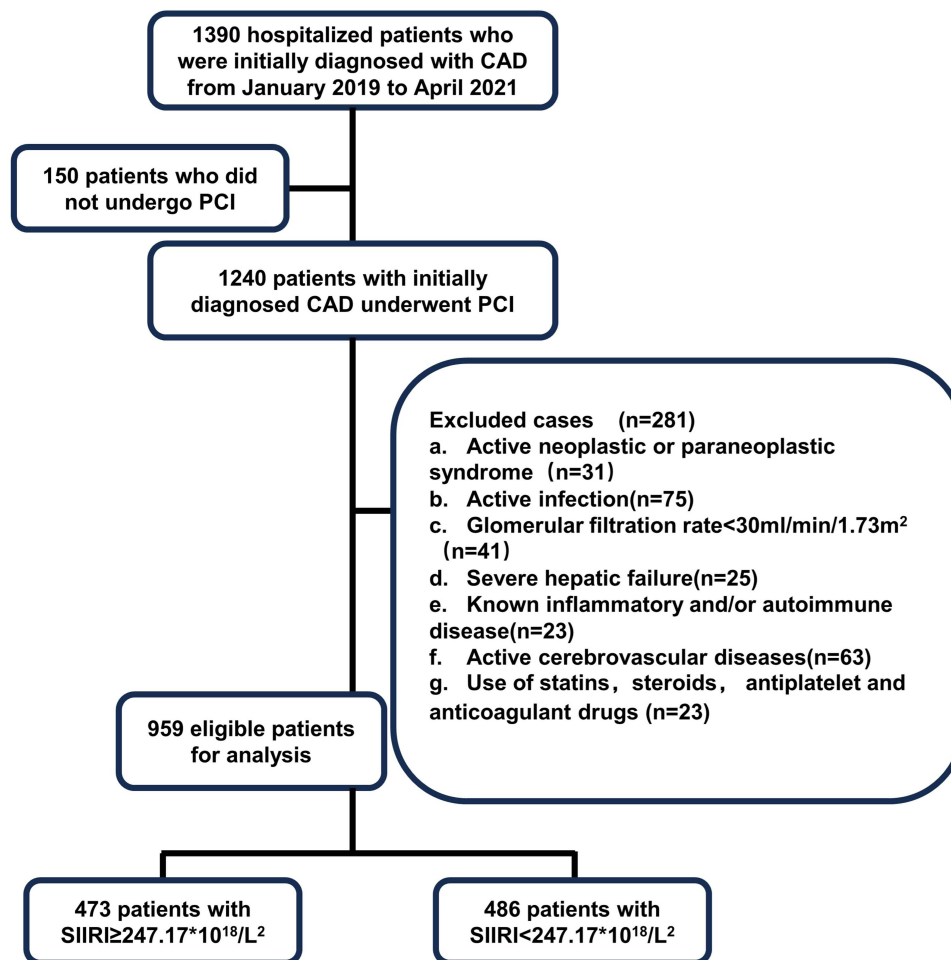 1390 hospitalized patients who
were initially diagnosed with CAD
from January 2019 to April 2021
150 patients who did
not undergo PCI
1240 patients with initially
diagnosed CAD underwent PCI
Excluded cases (n=281)
a. Active neoplastic or paraneoplastic
syndrome（n=31）
b. Active infection(n=75)
c. Glomerular filtration rate<30ml/min/1.73m²
（n=41）
d. Severe hepatic failure(n=25)
e. Known inflammatory and/or autoimmune
disease(n=23)
f. Active cerebrovascular diseases(n=63)
g. Use of statins，steroids， antiplatelet and
anticoagulant drugs (n=23)
959 eligible patients
for analysis
473 patients with
SIIRI≥247.17*10¹⁸/L²
486 patients with
SIIRI<247.17*10¹⁸/L²